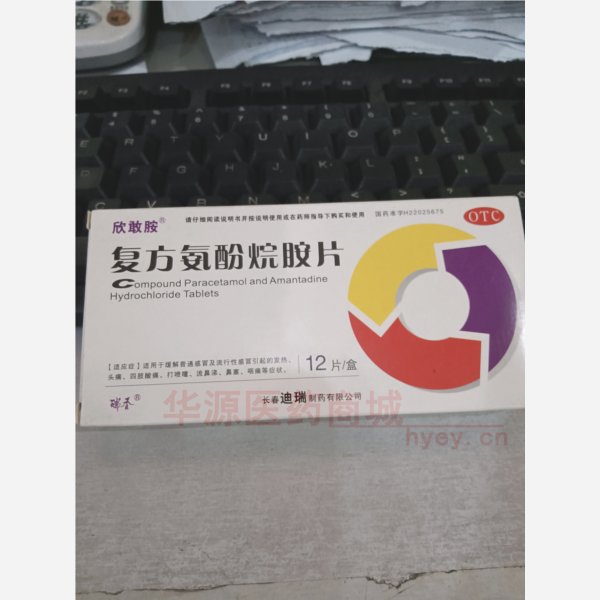 欣敢胺®
请仔细阅读说明书并按说明使用或在药师指导下购买和使用
国药准字H22025875
OTC
复方氨酚烷胺片
Compound Paracetamol and Amantadine
Hydrochloride Tablets
【适应症】适用于缓解普通感冒及流行性感冒引起的发热、
头痛、四肢酸痛、打喷嚏、流鼻涕、鼻塞、咽痛等症状。
12片/盒
长春迪瑞制药有限公司
华源医药商城
hyey.cn